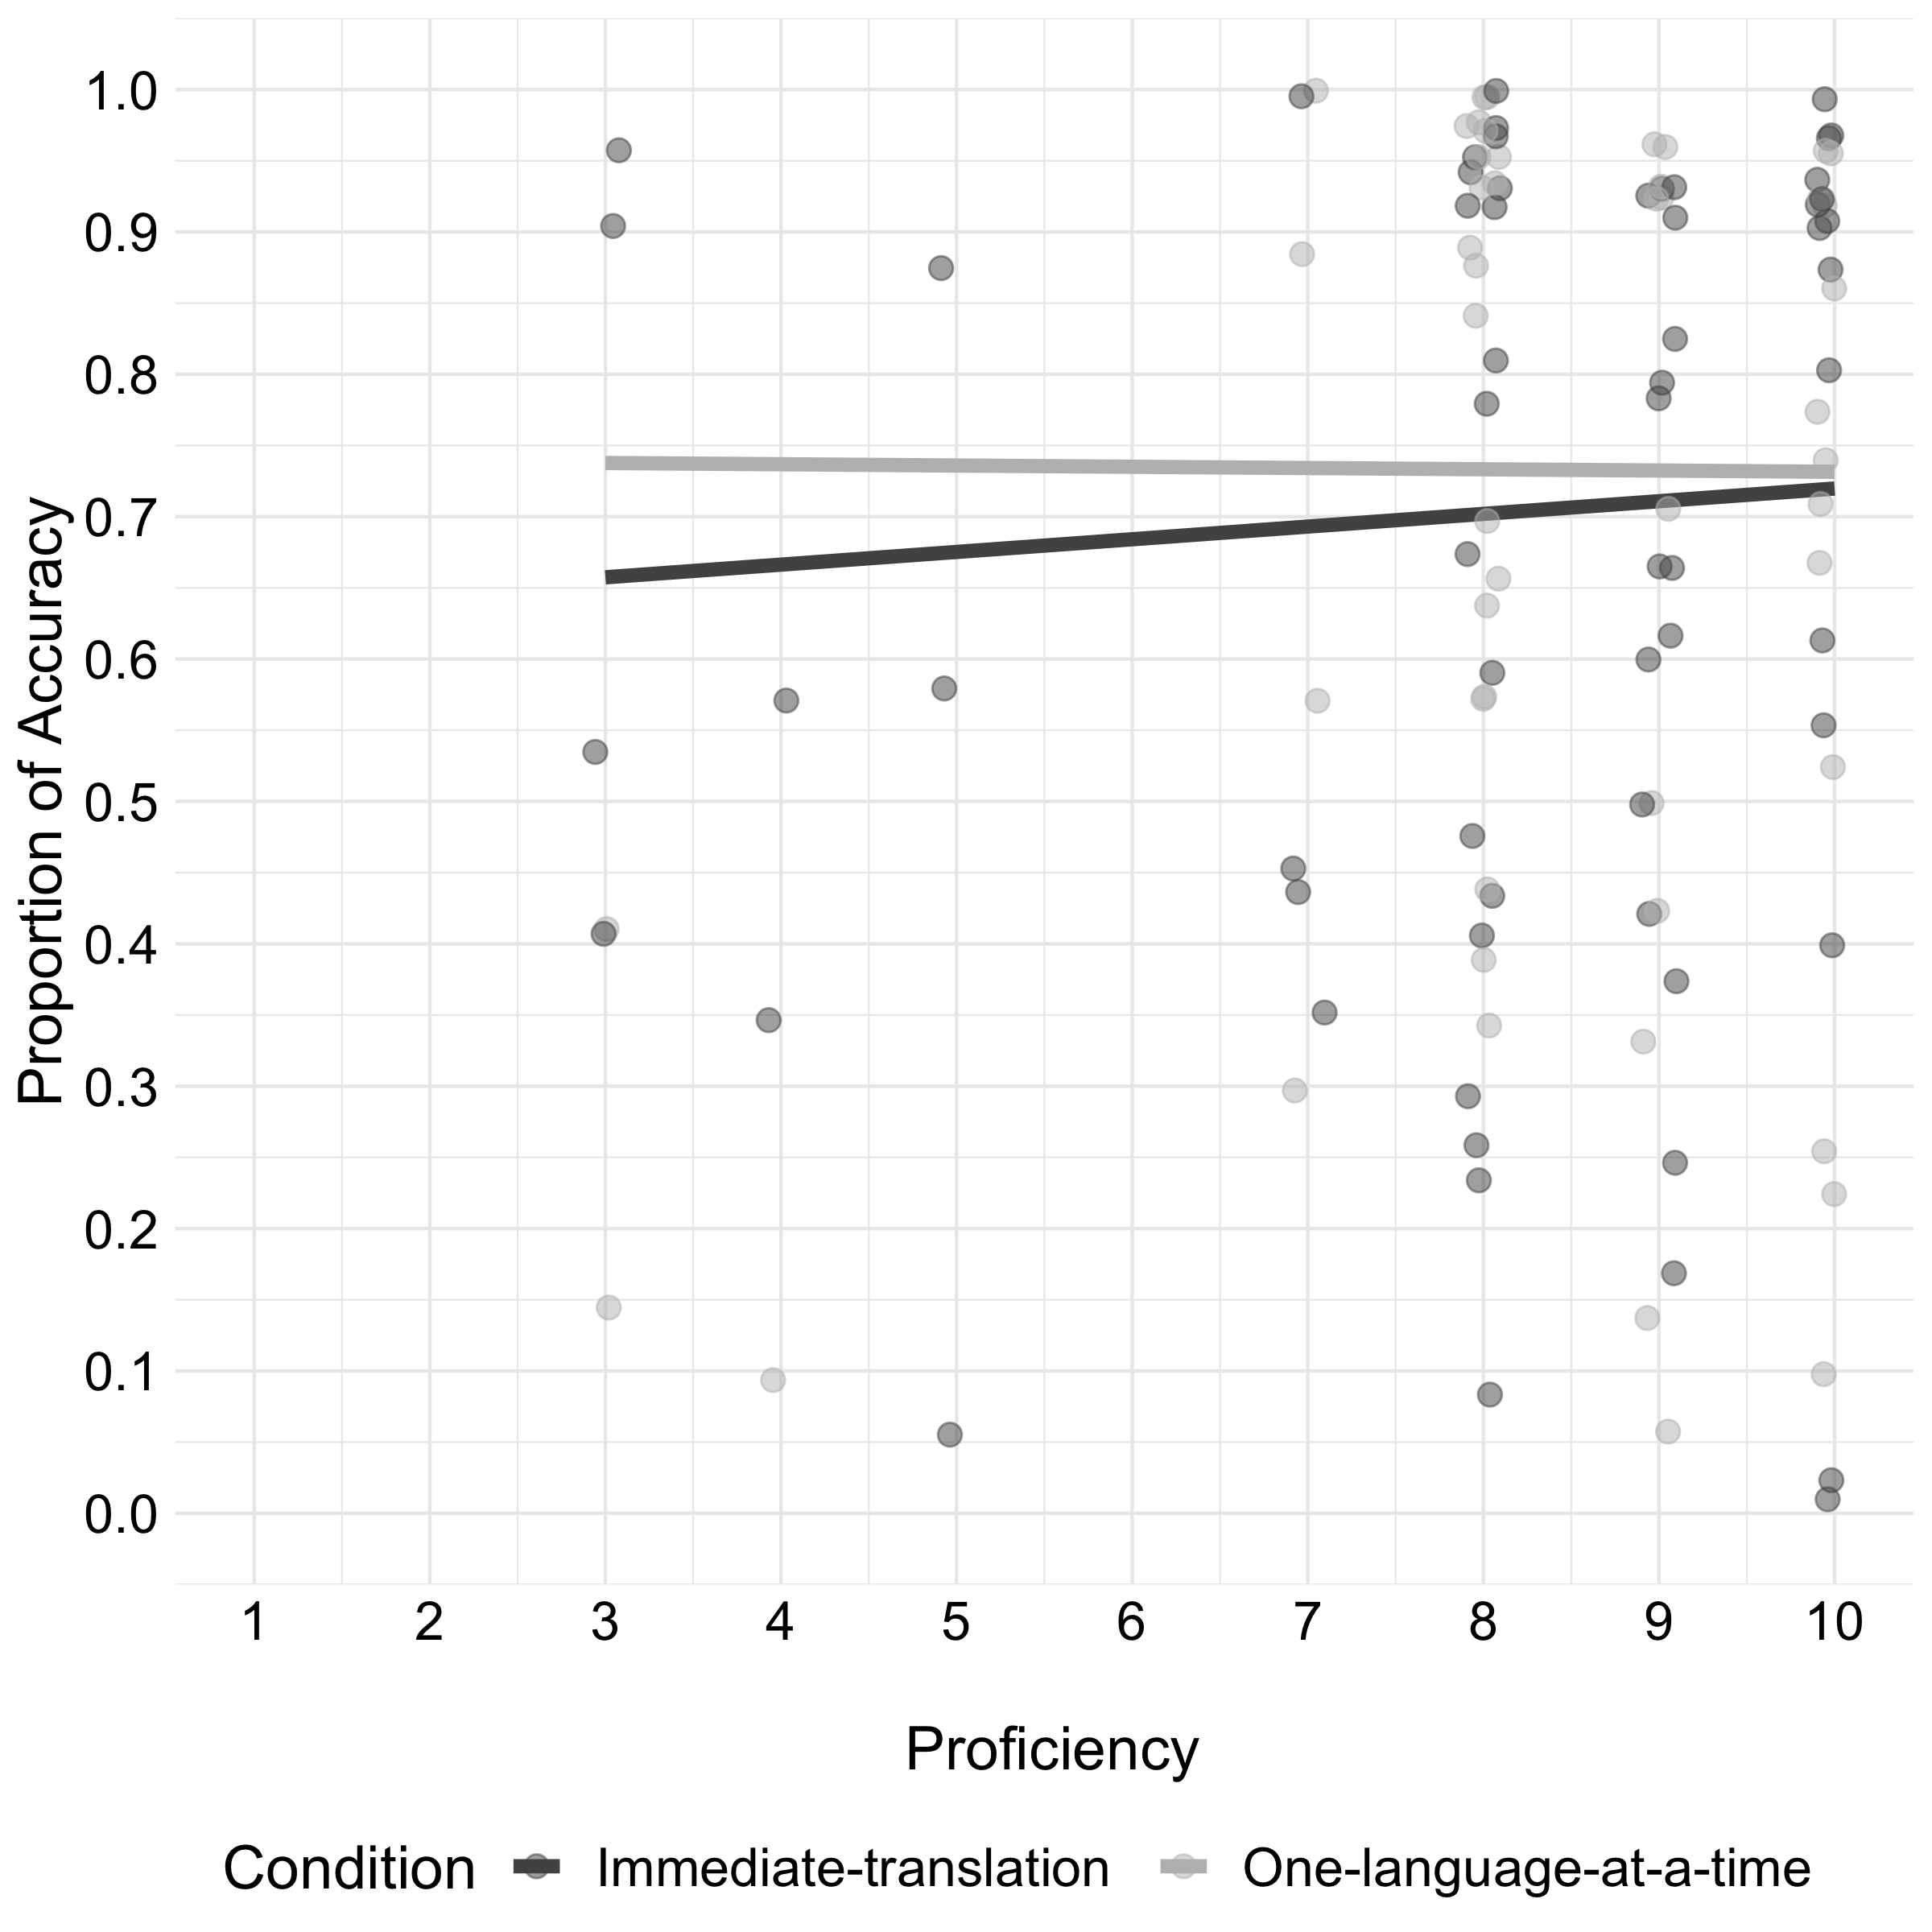 1.0
0.9
0.8
0.7
0.6
0.5
0.4
0.3
0.2
0.1
0.0
Proportion of Accuracy
1 2 3 4 5 6 7 8 9 10
Proficiency
Condition Immediate-translation One-language-at-a-time